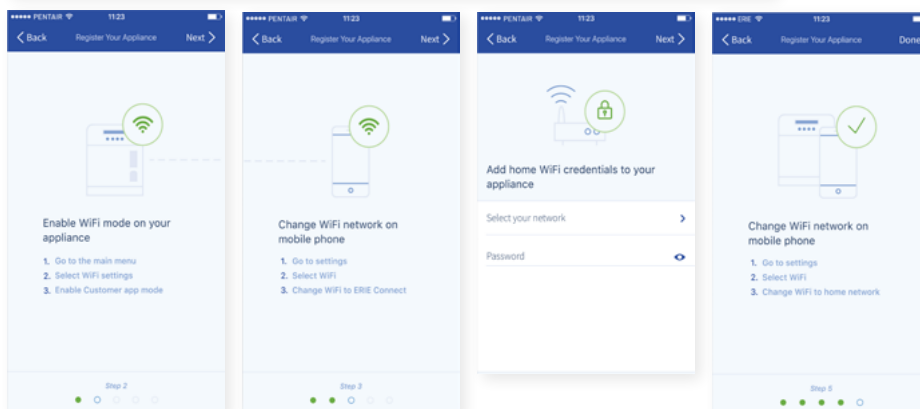 PENTAIR 11:23
Back Register Your Appliance Next
Enable WiFi mode on your
appliance
1. Go to the main menu
2. Select WiFi settings
3. Enable Customer app mode
Step 2
PENTAIR 11:23
Back Register Your Appliance Next
Change WiFi network on
mobile phone
1. Go to settings
2. Select WiFi
3. Change WiFi to ERIE Connect
Step 3
PENTAIR 11:23
Back Register Your Appliance Next
Add home WiFi credentials to your
appliance
Select your network
Password
ERIE 11:23
Back Register Your Appliance Done
Change WiFi network on
mobile phone
1. Go to settings
2. Select WiFi
3. Change WiFi to home network
Step 5